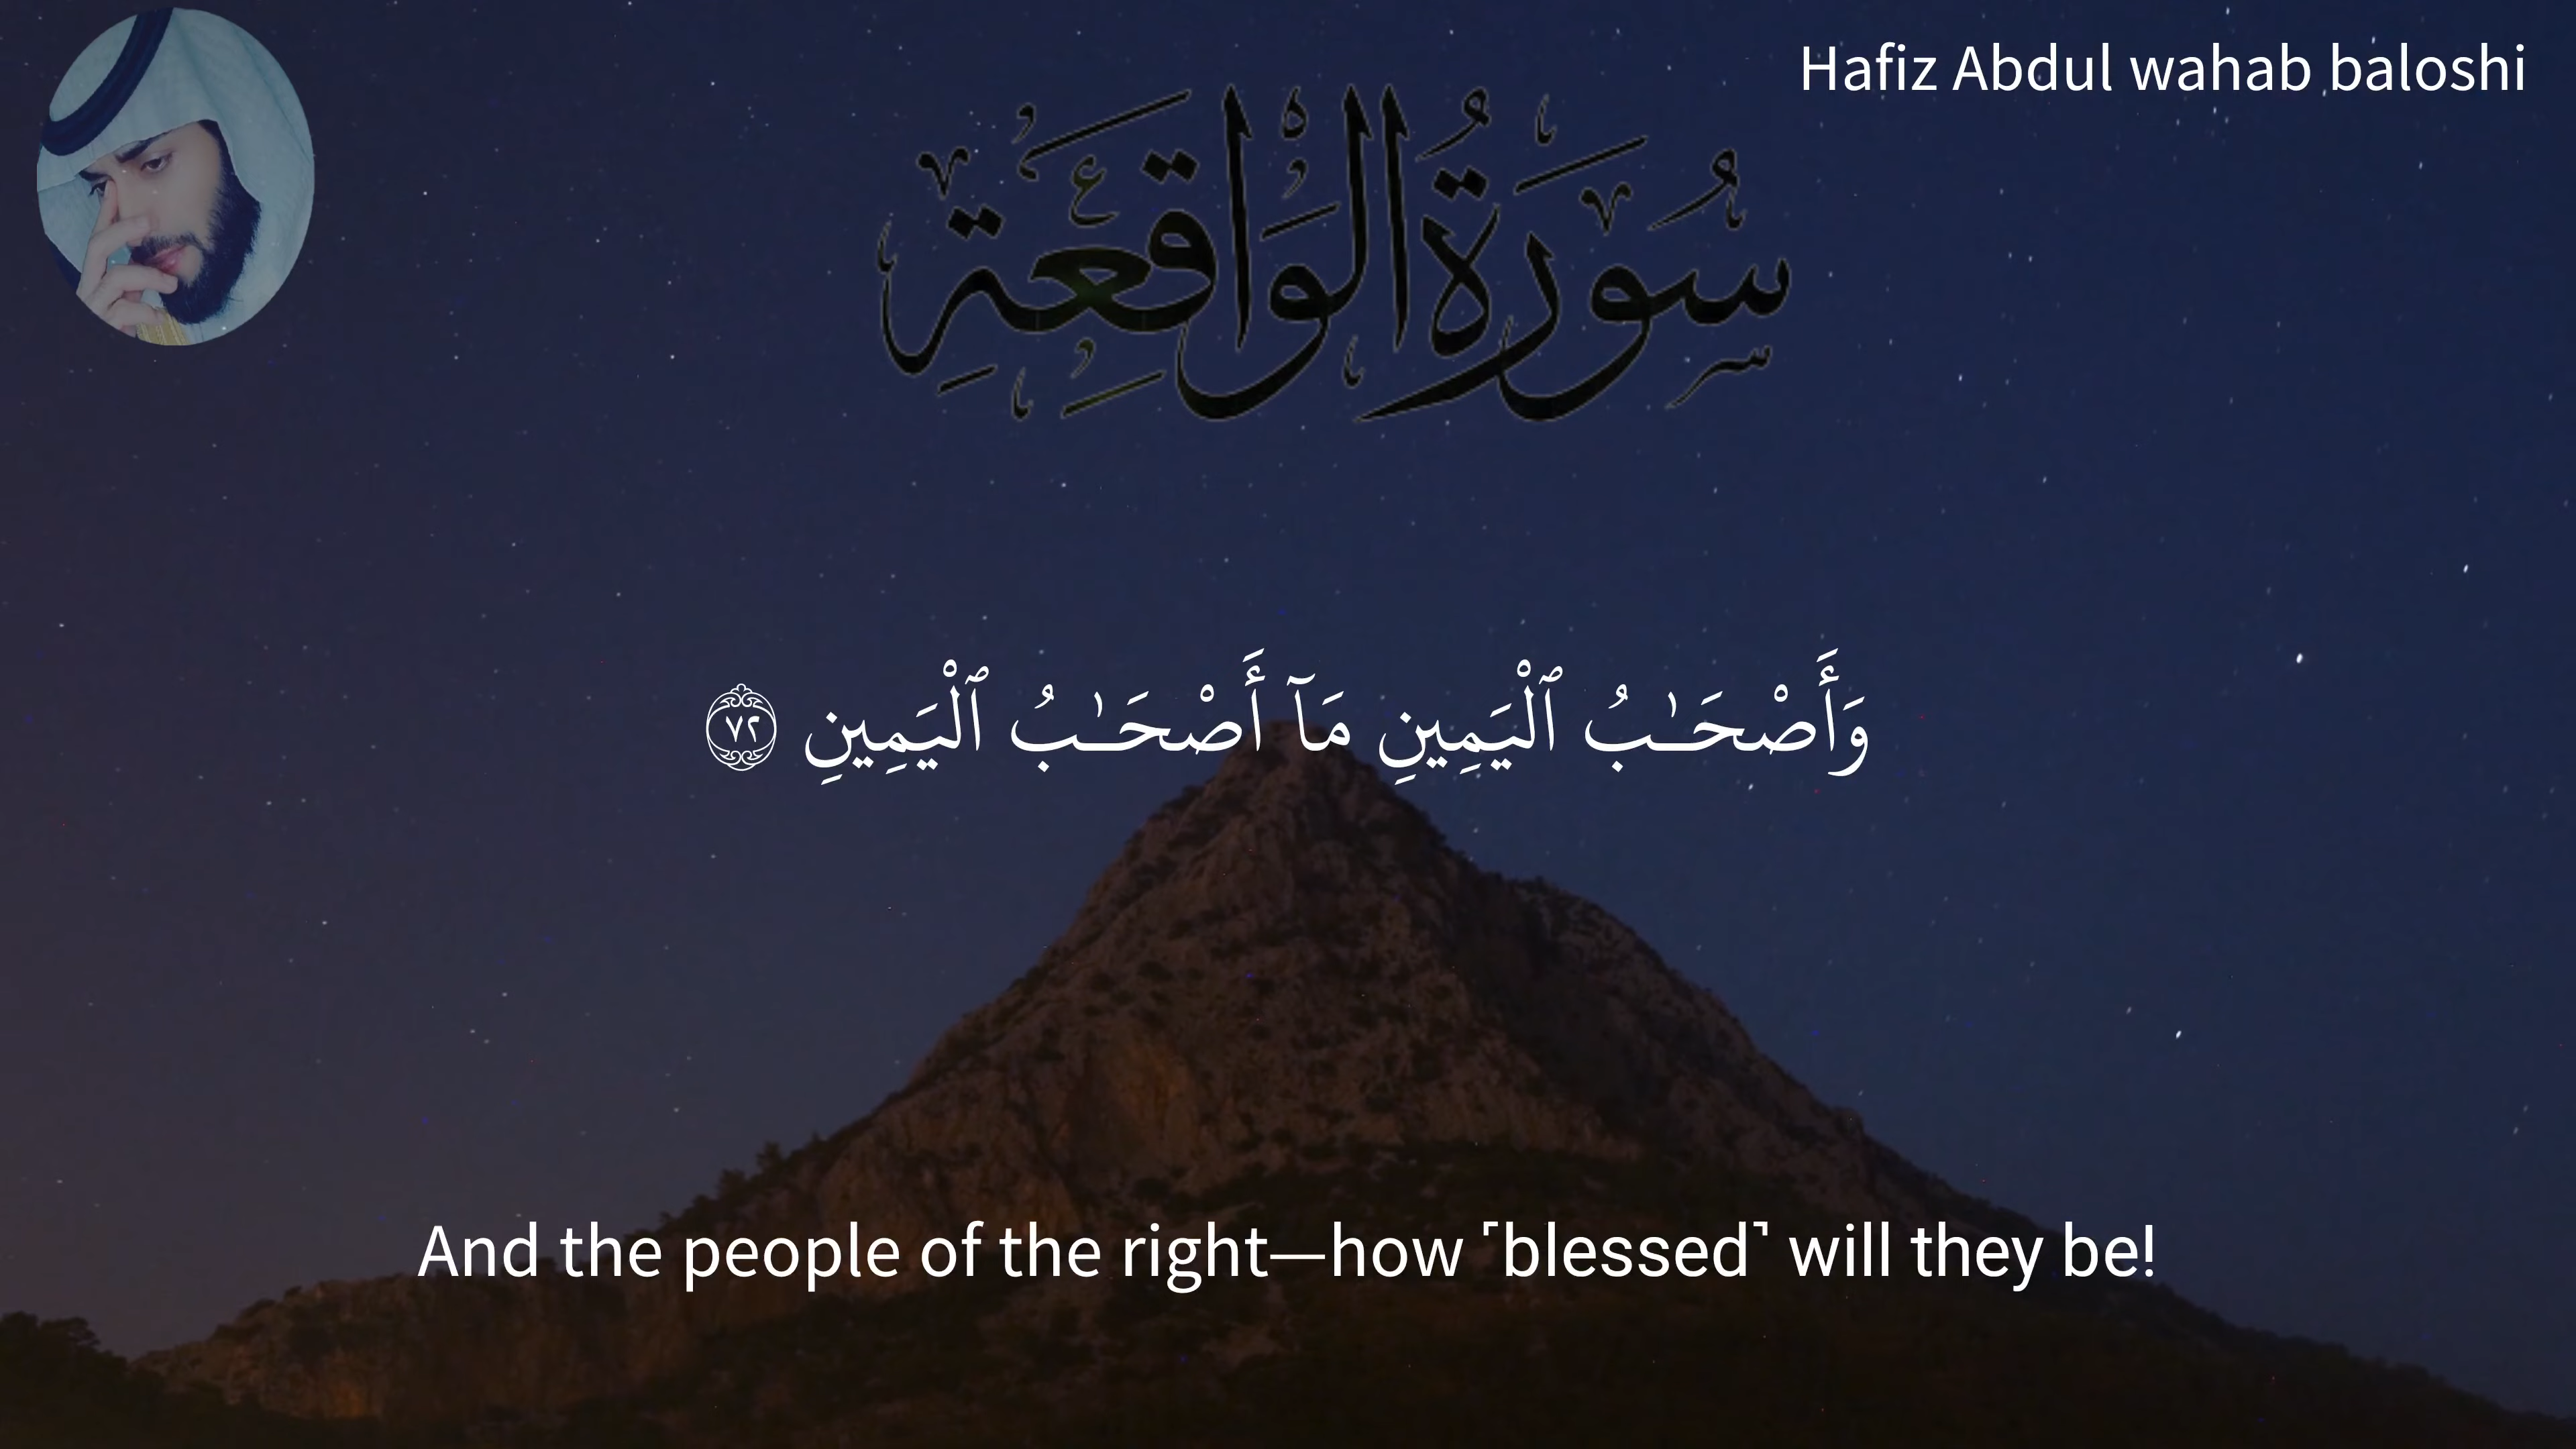 Hafiz Abdul wahab baloshi
سُورَةُ الْوَاقِعَةِ
وَأَصْحَـٰبُ ٱلْيَمِينِ مَآ أَصْحَـٰبُ ٱلْيَمِينِ ٧٢
And the people of the right—how ˹blessed˺ will they be!